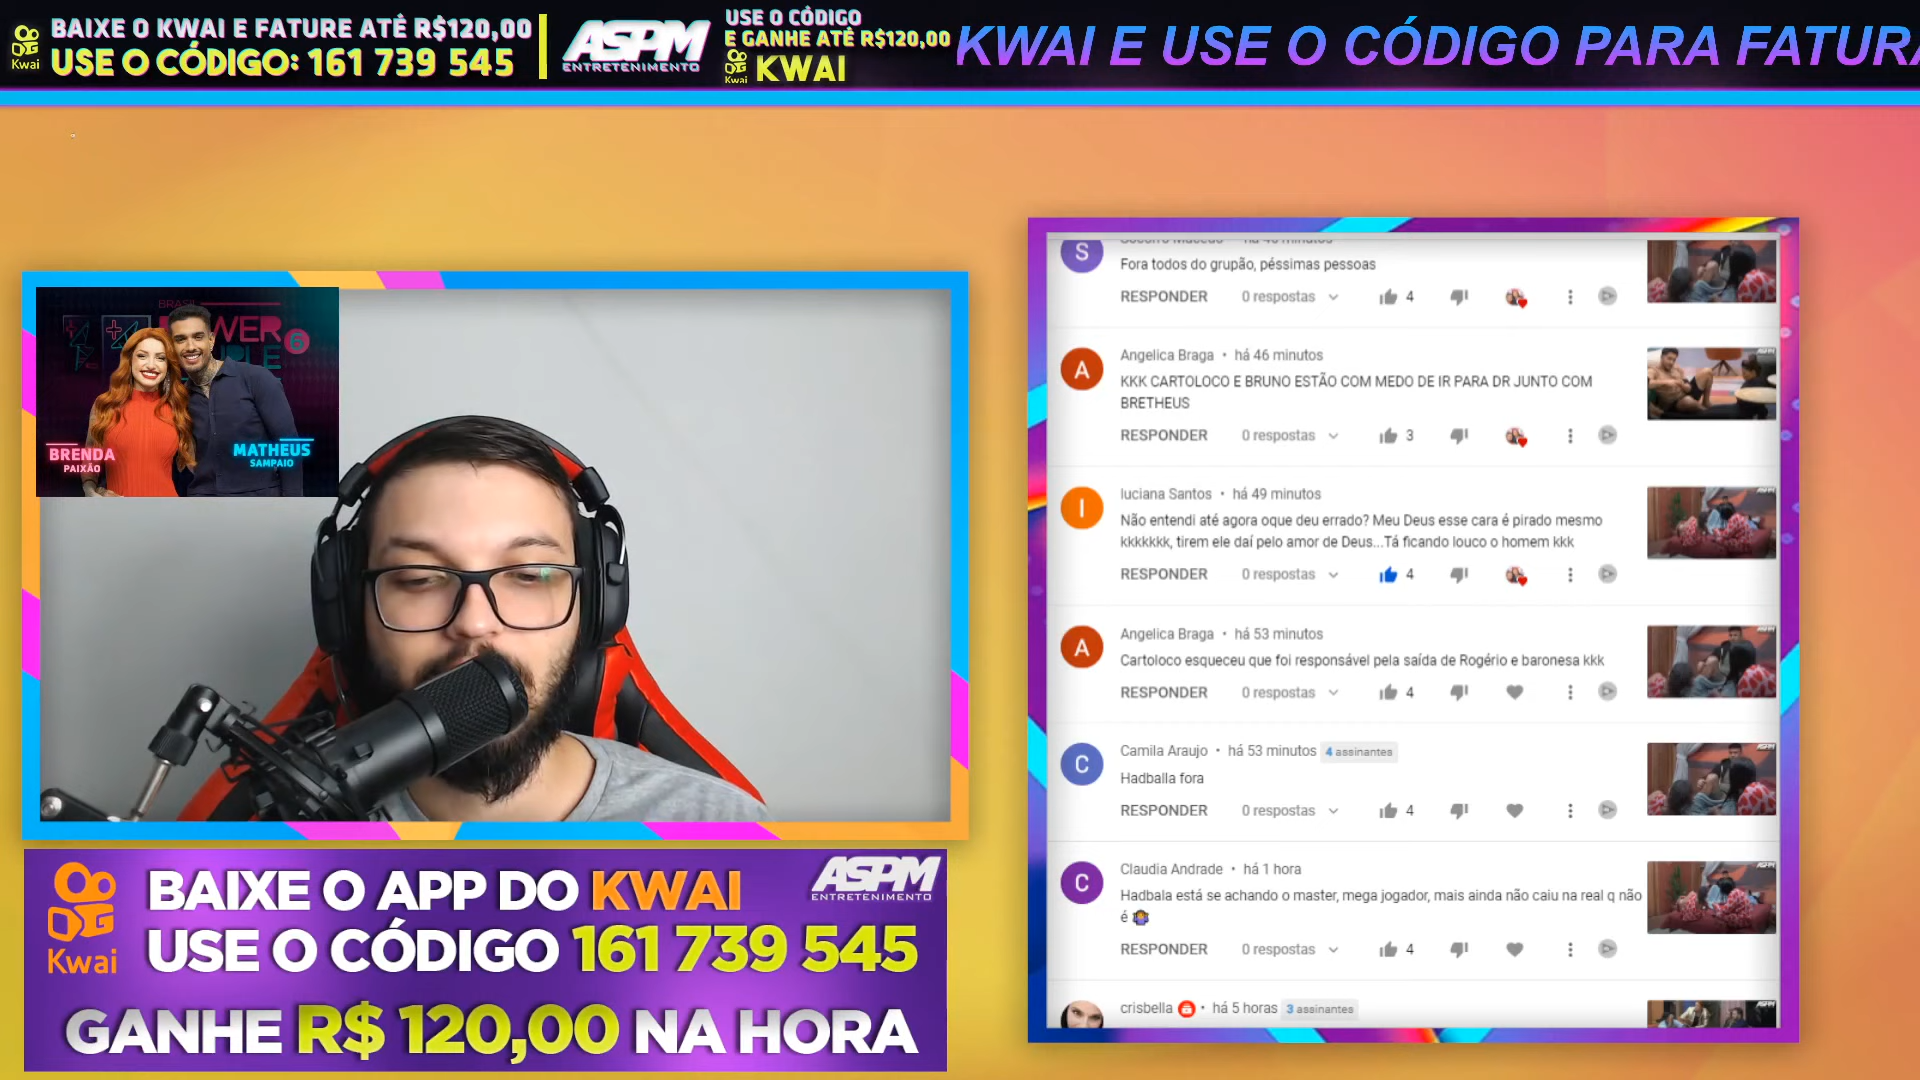 BAIXE O KWAI E FATURE ATÉ R$120,00
USE O CÓDIGO: 161 739 545
Kwai
ASPM
ENTRETENIMENTO
USE O CÓDIGO
E GANHE ATÉ R$120,00
Kwai
KWAI
KWAI E USE O CÓDIGO PARA FATURA
BRASIL
BRENDA
PAIXÃO
MATHEUS
SAMPAIO
6
Kwai
BAIXE O APP DO KWAI
USE O CÓDIGO 161 739 545
GANHE R$ 120,00 NA HORA
ASPM
ENTRETENIMENTO
S
Fora todos do grupão, péssimas pessoas
RESPONDER 0 respostas 4
A
Angelica Braga • há 46 minutos
KKK CARTOLOCO E BRUNO ESTÃO COM MEDO DE IR PARA DR JUNTO COM
BRETHEUS
RESPONDER 0 respostas 3
I
luciana Santos • há 49 minutos
Não entendi até agora oque deu errado? Meu Deus esse cara é pirado mesmo
kkkkkkk, tirem ele daí pelo amor de Deus...Tá ficando louco o homem kkk
RESPONDER 0 respostas 4
A
Angelica Braga • há 53 minutos
Cartoloco esqueceu que foi responsável pela saída de Rogério e baronesa kkk
RESPONDER 0 respostas 4
C
Camila Araujo • há 53 minutos 4 assinantes
Hadballa fora
RESPONDER 0 respostas 4
C
Claudia Andrade • há 1 hora
Hadbala está se achando o master, mega jogador, mais ainda não caiu na real q não
é
RESPONDER 0 respostas 4
crisbella • há 5 horas 3 assinantes